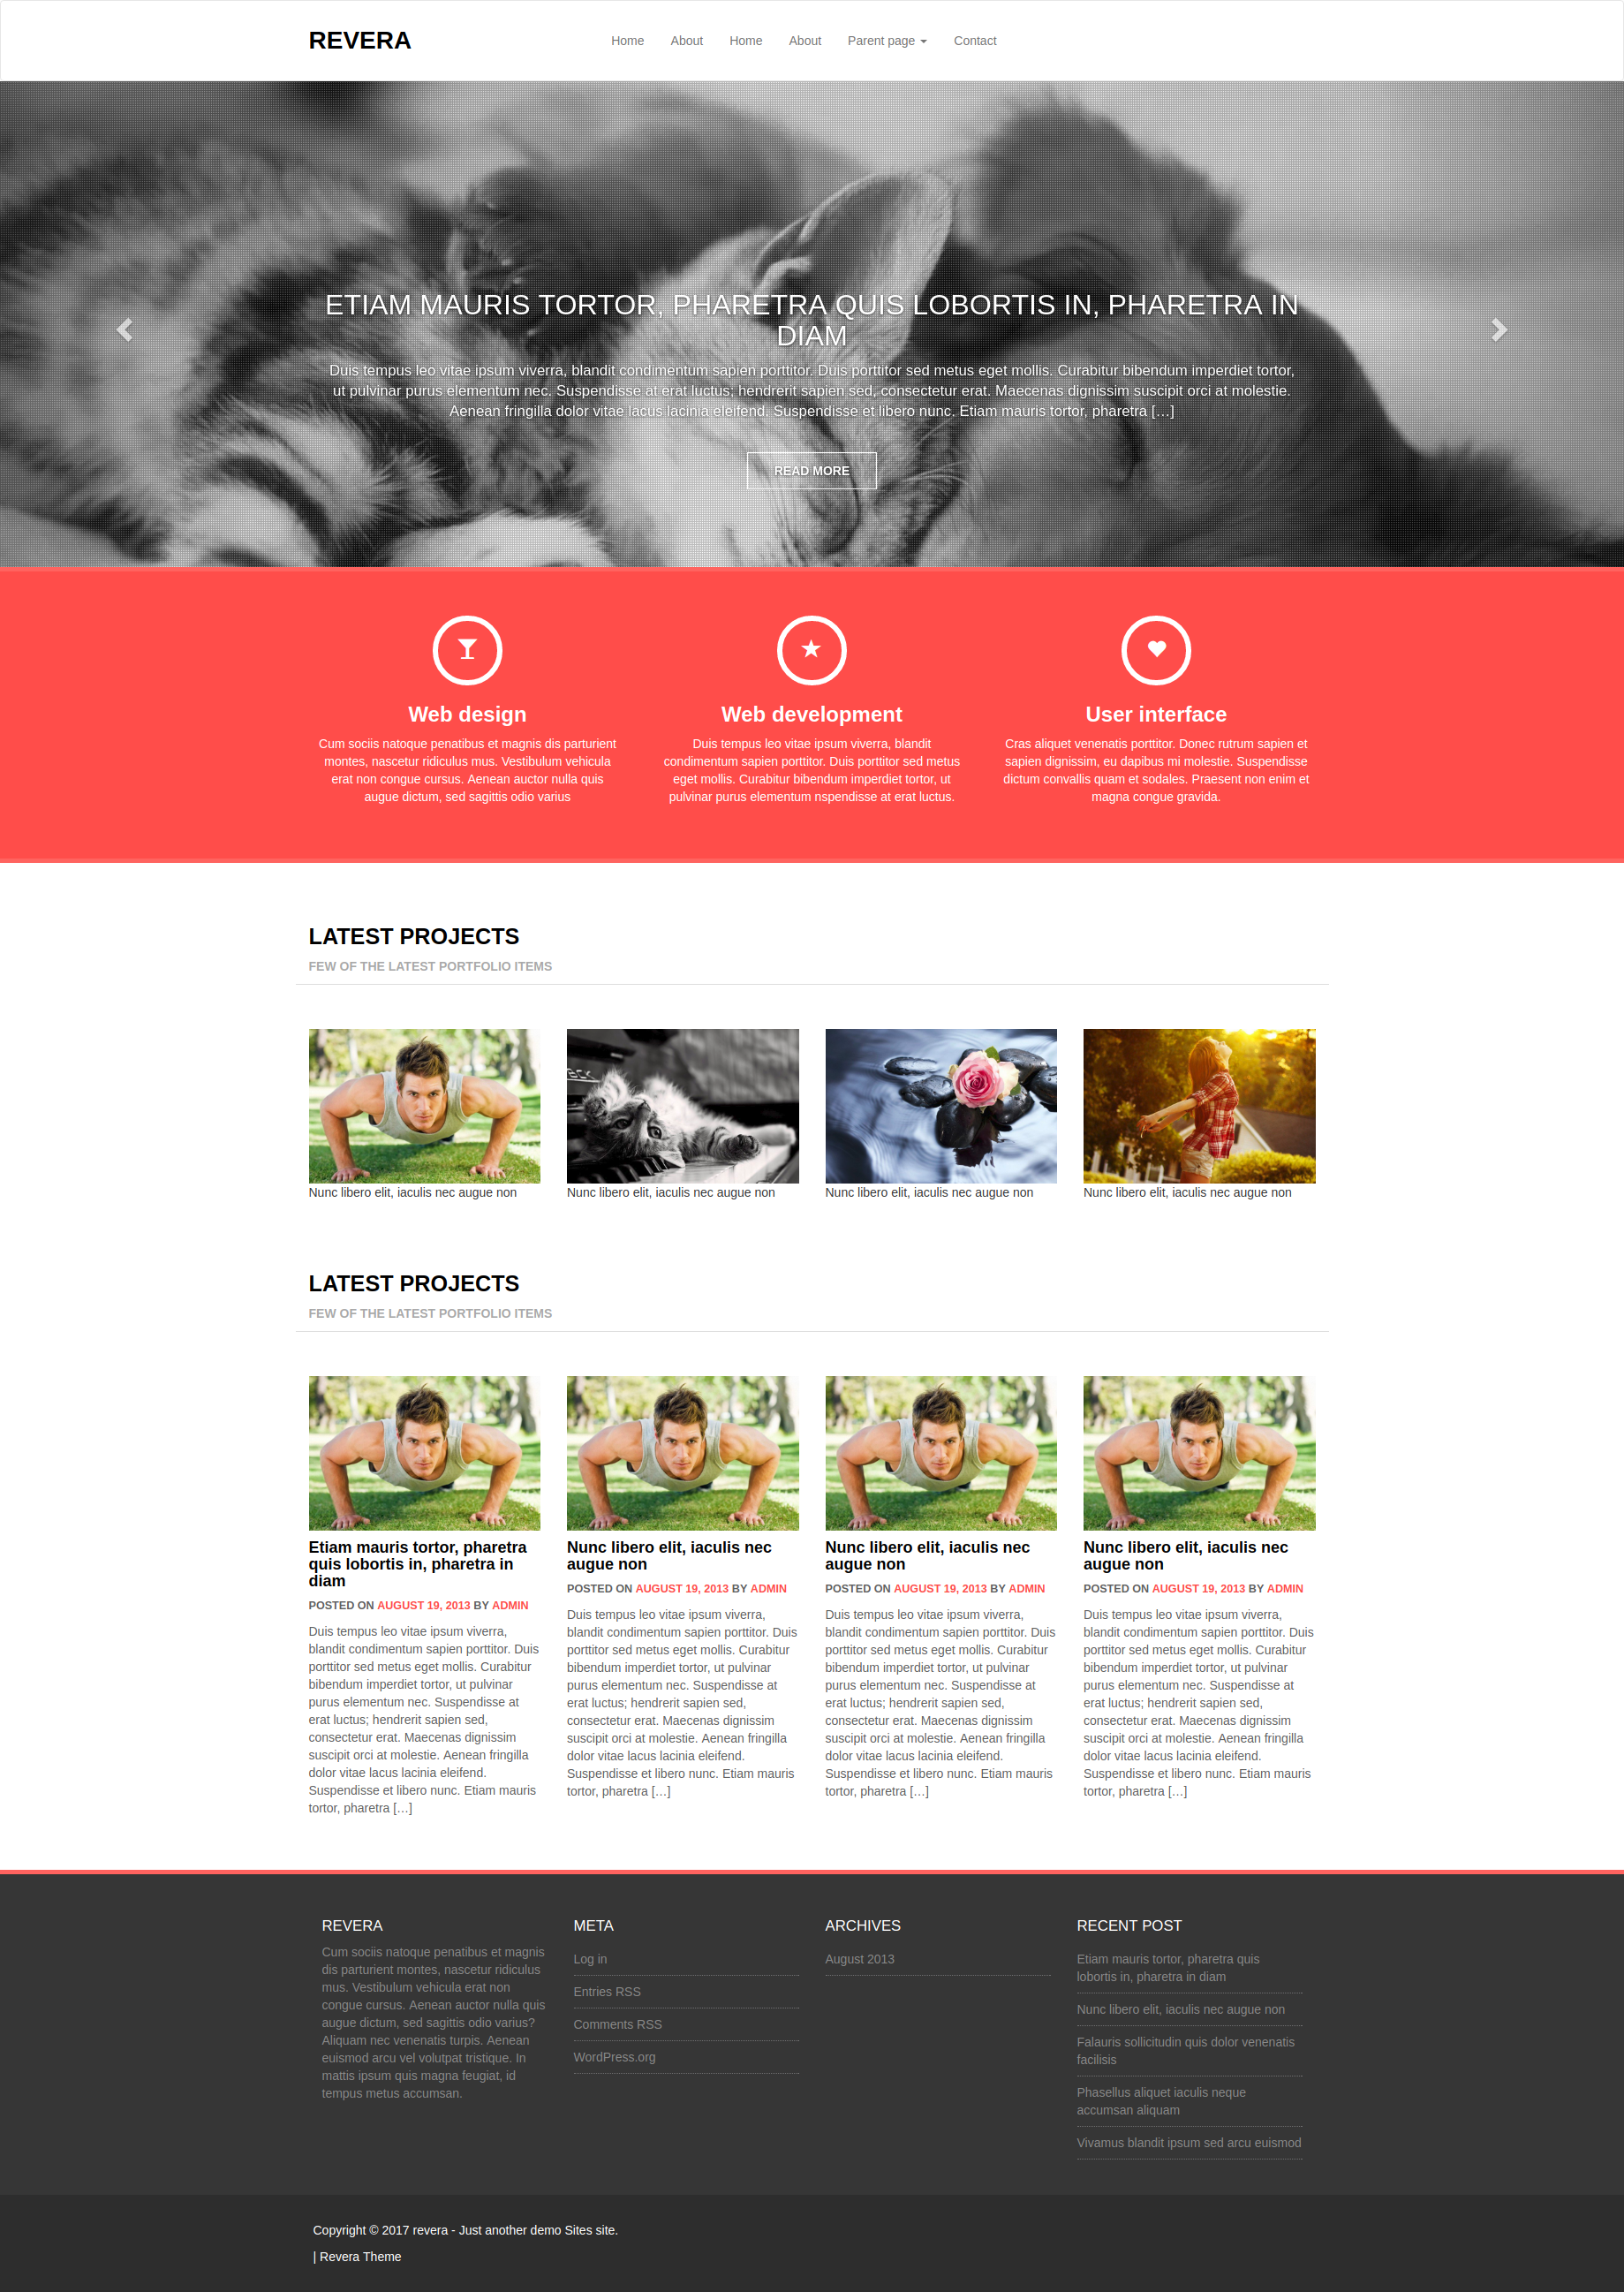 REVERA
Home About Home About Parent page Contact
ETIAM MAURIS TORTOR, PHARETRA QUIS LOBORTIS IN, PHARETRA IN
DIAM
Duis tempus leo vitae ipsum viverra, blandit condimentum sapien porttitor. Duis porttitor sed metus eget mollis. Curabitur bibendum imperdiet tortor,
ut pulvinar purus elementum nec. Suspendisse at erat luctus; hendrerit sapien sed, consectetur erat. Maecenas dignissim suscipit orci at molestie.
Aenean fringilla dolor vitae lacus lacinia eleifend. Suspendisse et libero nunc. Etiam mauris tortor, pharetra […]
READ MORE
Web design
Cum sociis natoque penatibus et magnis dis parturient
montes, nascetur ridiculus mus. Vestibulum vehicula
erat non congue cursus. Aenean auctor nulla quis
augue dictum, sed sagittis odio varius
Web development
Duis tempus leo vitae ipsum viverra, blandit
condimentum sapien porttitor. Duis porttitor sed metus
eget mollis. Curabitur bibendum imperdiet tortor, ut
pulvinar purus elementum nspendisse at erat luctus.
User interface
Cras aliquet venenatis porttitor. Donec rutrum sapien et
sapien dignissim, eu dapibus mi molestie. Suspendisse
dictum convallis quam et sodales. Praesent non enim et
magna congue gravida.
LATEST PROJECTS
FEW OF THE LATEST PORTFOLIO ITEMS
Nunc libero elit, iaculis nec augue non
Nunc libero elit, iaculis nec augue non
Nunc libero elit, iaculis nec augue non
Nunc libero elit, iaculis nec augue non
LATEST PROJECTS
FEW OF THE LATEST PORTFOLIO ITEMS
Etiam mauris tortor, pharetra
quis lobortis in, pharetra in
diam
POSTED ON AUGUST 19, 2013 BY ADMIN
Duis tempus leo vitae ipsum viverra,
blandit condimentum sapien porttitor. Duis
porttitor sed metus eget mollis. Curabitur
bibendum imperdiet tortor, ut pulvinar
purus elementum nec. Suspendisse at
erat luctus; hendrerit sapien sed,
consectetur erat. Maecenas dignissim
suscipit orci at molestie. Aenean fringilla
dolor vitae lacus lacinia eleifend.
Suspendisse et libero nunc. Etiam mauris
tortor, pharetra […]
Nunc libero elit, iaculis nec
augue non
POSTED ON AUGUST 19, 2013 BY ADMIN
Duis tempus leo vitae ipsum viverra,
blandit condimentum sapien porttitor. Duis
porttitor sed metus eget mollis. Curabitur
bibendum imperdiet tortor, ut pulvinar
purus elementum nec. Suspendisse at
erat luctus; hendrerit sapien sed,
consectetur erat. Maecenas dignissim
suscipit orci at molestie. Aenean fringilla
dolor vitae lacus lacinia eleifend.
Suspendisse et libero nunc. Etiam mauris
tortor, pharetra […]
Nunc libero elit, iaculis nec
augue non
POSTED ON AUGUST 19, 2013 BY ADMIN
Duis tempus leo vitae ipsum viverra,
blandit condimentum sapien porttitor. Duis
porttitor sed metus eget mollis. Curabitur
bibendum imperdiet tortor, ut pulvinar
purus elementum nec. Suspendisse at
erat luctus; hendrerit sapien sed,
consectetur erat. Maecenas dignissim
suscipit orci at molestie. Aenean fringilla
dolor vitae lacus lacinia eleifend.
Suspendisse et libero nunc. Etiam mauris
tortor, pharetra […]
Nunc libero elit, iaculis nec
augue non
POSTED ON AUGUST 19, 2013 BY ADMIN
Duis tempus leo vitae ipsum viverra,
blandit condimentum sapien porttitor. Duis
porttitor sed metus eget mollis. Curabitur
bibendum imperdiet tortor, ut pulvinar
purus elementum nec. Suspendisse at
erat luctus; hendrerit sapien sed,
consectetur erat. Maecenas dignissim
suscipit orci at molestie. Aenean fringilla
dolor vitae lacus lacinia eleifend.
Suspendisse et libero nunc. Etiam mauris
tortor, pharetra […]
REVERA
Cum sociis natoque penatibus et magnis
dis parturient montes, nascetur ridiculus
mus. Vestibulum vehicula erat non
congue cursus. Aenean auctor nulla quis
augue dictum, sed sagittis odio varius?
Aliquam nec venenatis turpis. Aenean
euismod arcu vel volutpat tristique. In
mattis ipsum quis magna feugiat, id
tempus metus accumsan.
META
Log in
Entries RSS
Comments RSS
WordPress.org
ARCHIVES
August 2013
RECENT POST
Etiam mauris tortor, pharetra quis
lobortis in, pharetra in diam
Nunc libero elit, iaculis nec augue non
Falauris sollicitudin quis dolor venenatis
facilisis
Phasellus aliquet iaculis neque
accumsan aliquam
Vivamus blandit ipsum sed arcu euismod
Copyright © 2017 revera - Just another demo Sites site.
| Revera Theme